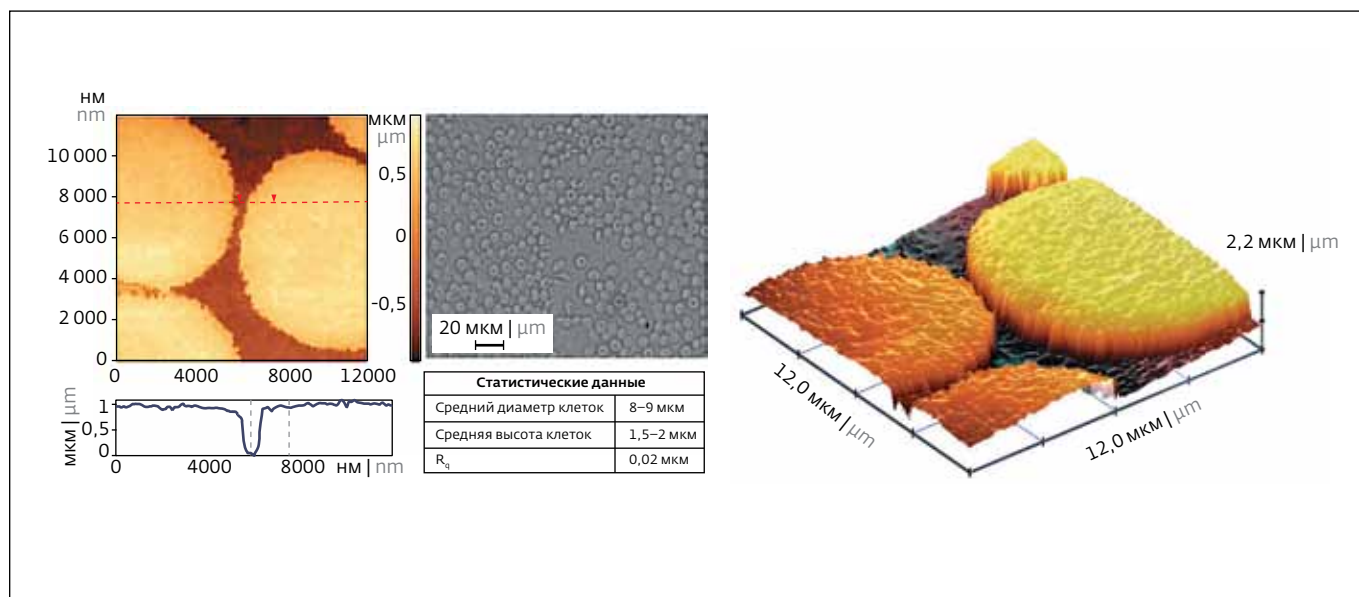 нм
nm
10 000
8 000
6 000
4 000
2 000
0
0 4000 8000 12000
мкм
µm
0,5
0
-0,5
20 мкм | µm
мкм | µm
1
0,5
0
0 4000 8000 нм | nm
Статистические данные
Средний диаметр клеток 8–9 мкм
Средняя высота клеток 1,5–2 мкм
Rq 0,02 мкм
2,2 мкм | µm
12,0 мкм | µm
12,0 мкм | µm